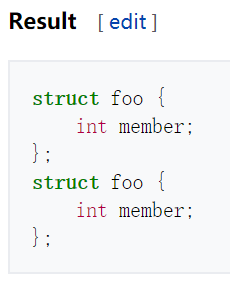 Result [ edit ]
struct foo {
    int member;
};
struct foo {
    int member;
};